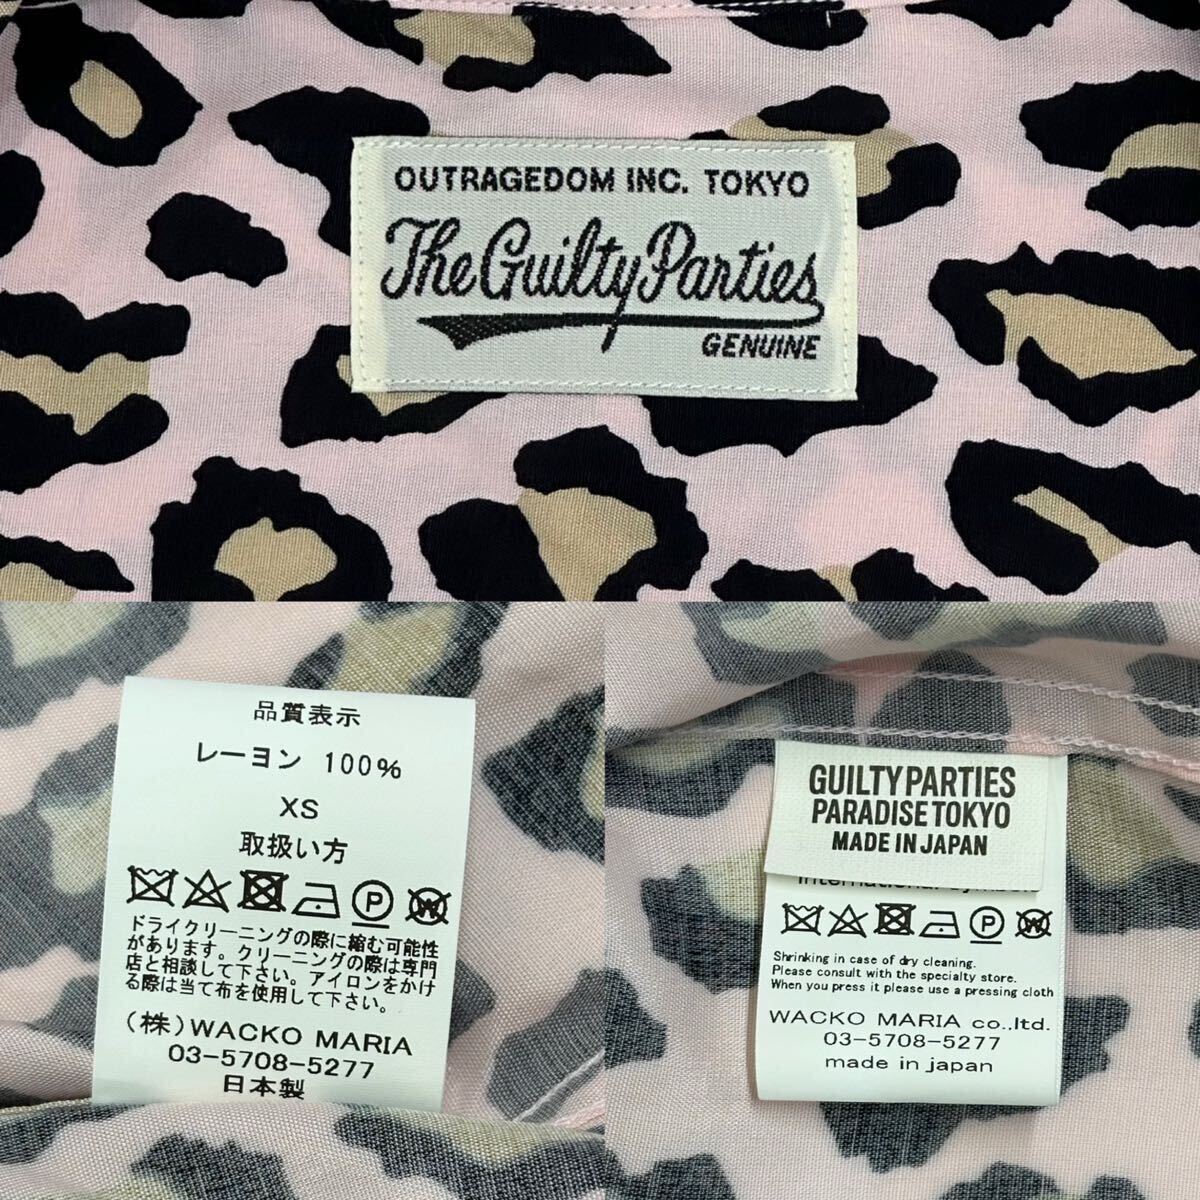 OUTRAGEDOM INC. TOKYO
The Guilty Parties
GENUINE
品質表示
レーヨン 100%
XS
取扱い方
ドライクリーニングの際に縮む可能性
があります。クリーニングの際は専門
店と相談して下さい。アイロンをかけ
る際は当て布を使用して下さい。
(株)WACKO MARIA
03-5708-5277
日本製
GUILTYPARTIES
PARADISETOKYO
MADE IN JAPAN
Shrinking in case of dry cleaning.
Please consult with the specialty store.
When you press it please use a pressing cloth
WACKO MARIA co.,ltd.
03-5708-5277
made in japan